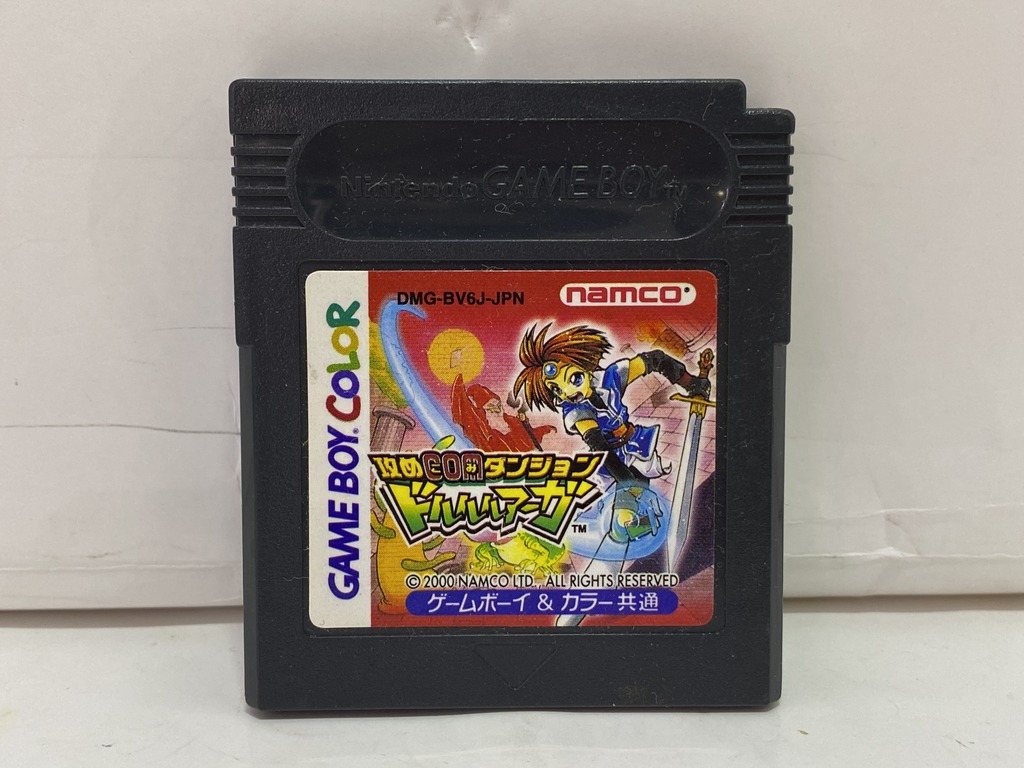 Nintendo GAME BOY TM
DMG-BV6J-JPN
namco
GAME BOY COLOR
攻めCOMダンジョン
み
ドルルルアーガ
TM
© 2000 NAMCO LTD., ALL RIGHTS RESERVED
ゲームボーイ & カラー共通